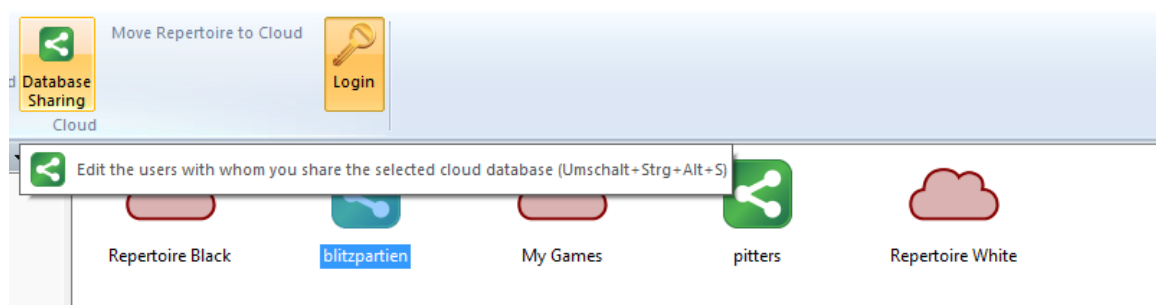 Move Repertoire to Cloud
d Database
Sharing
Login
Cloud
Edit the users with whom you share the selected cloud database (Umschalt+Strg+Alt+S)
Repertoire Black
blitzpartien
My Games
pitters
Repertoire White